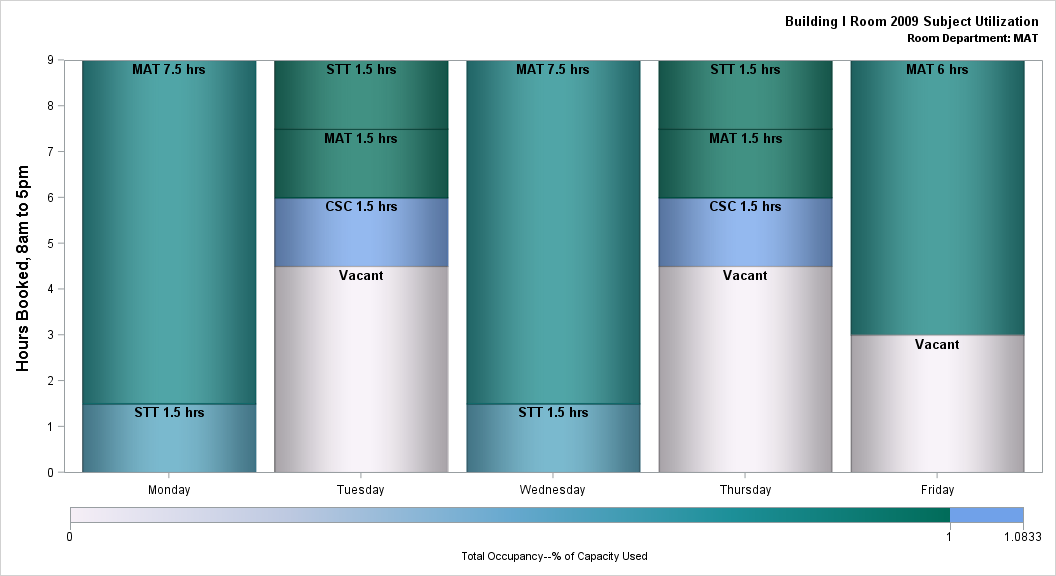 Building I Room 2009 Subject Utilization
Room Department: MAT
Hours Booked, 8am to 5pm
9
8
7
6
5
4
3
2
1
0
MAT 7.5 hrs
STT 1.5 hrs
STT 1.5 hrs
MAT 1.5 hrs
CSC 1.5 hrs
Vacant
MAT 7.5 hrs
STT 1.5 hrs
STT 1.5 hrs
MAT 1.5 hrs
CSC 1.5 hrs
Vacant
MAT 6 hrs
Vacant
Monday Tuesday Wednesday Thursday Friday
0 1 1.0833
Total Occupancy--% of Capacity Used